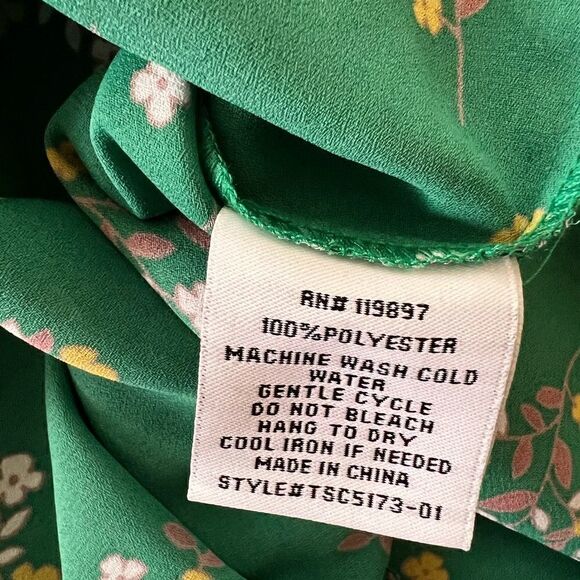 RN# 119897
100%POLYESTER
MACHINE WASH COLD
WATER
GENTLE CYCLE
DO NOT BLEACH
HANG TO DRY
COOL IRON IF NEEDED
MADE IN CHINA
STYLE#TSC5173-01